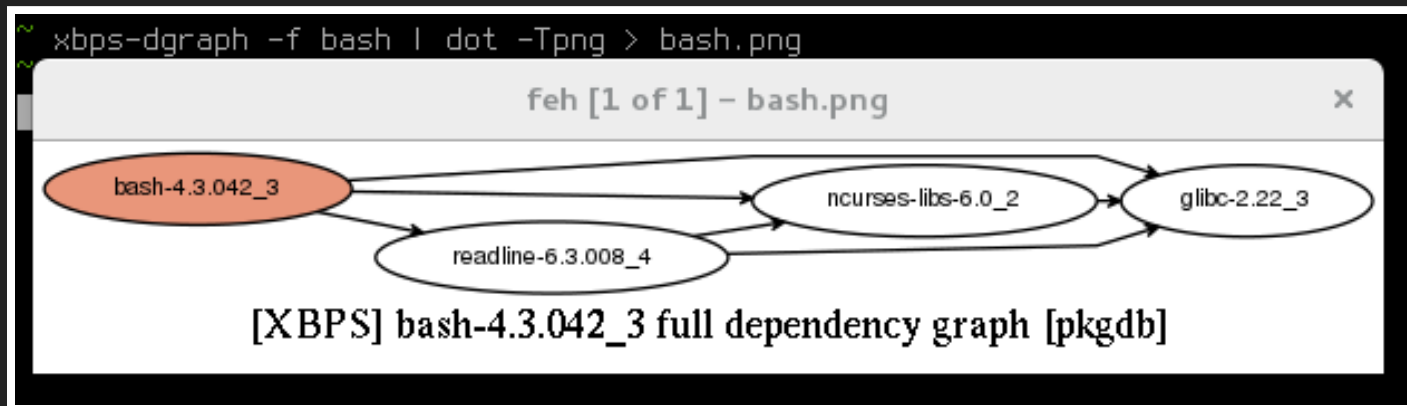 ~ xbps-dgraph -f bash | dot -Tpng > bash.png
~
feh [1 of 1] – bash.png ×
bash-4.3.042_3
ncurses-libs-6.0_2
glibc-2.22_3
readline-6.3.008_4
[XBPS] bash-4.3.042_3 full dependency graph [pkgdb]